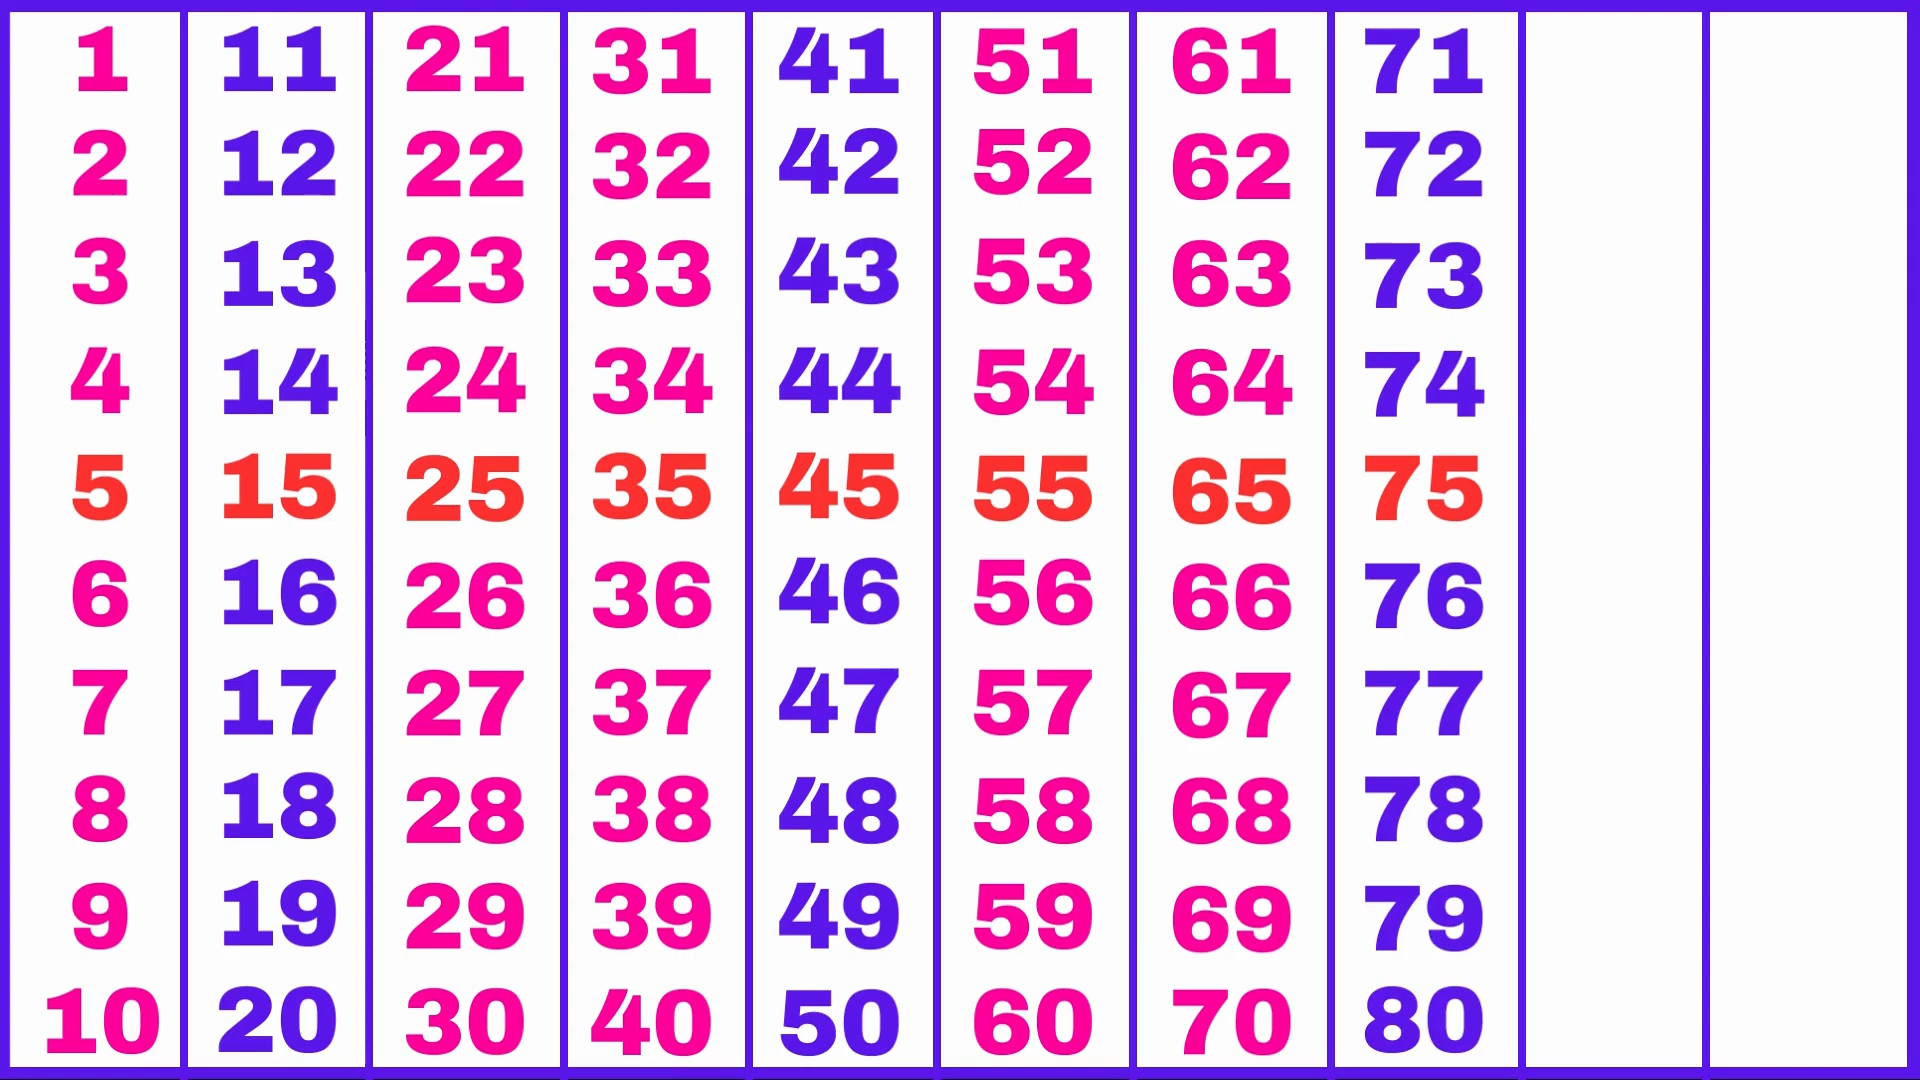 1 11 21 31 41 51 61 71
2 12 22 32 42 52 62 72
3 13 23 33 43 53 63 73
4 14 24 34 44 54 64 74
5 15 25 35 45 55 65 75
6 16 26 36 46 56 66 76
7 17 27 37 47 57 67 77
8 18 28 38 48 58 68 78
9 19 29 39 49 59 69 79
10 20 30 40 50 60 70 80